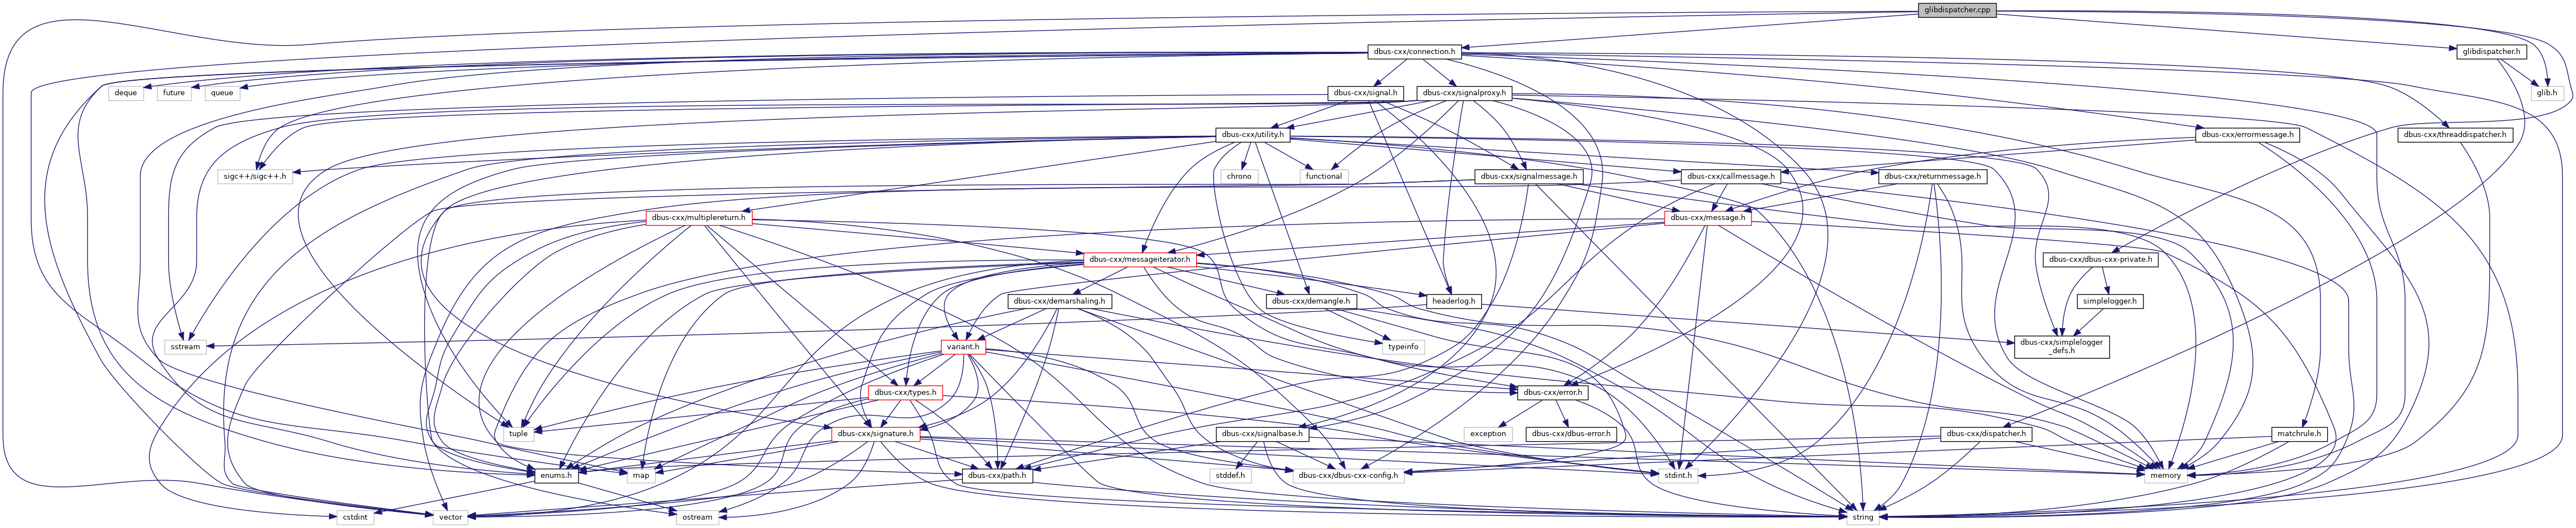 glibdispatcher.cpp
dbus-cxx/connection.h
glibdispatcher.h
deque
future
queue
dbus-cxx/signal.h
dbus-cxx/signalproxy.h
glib.h
dbus-cxx/utility.h
dbus-cxx/errormessage.h
dbus-cxx/threaddispatcher.h
sigc++/sigc++.h
chrono
functional
dbus-cxx/signalmessage.h
dbus-cxx/callmessage.h
dbus-cxx/returnmessage.h
dbus-cxx/multiplereturn.h
dbus-cxx/message.h
dbus-cxx/messageiterator.h
dbus-cxx/dbus-cxx-private.h
dbus-cxx/demarshaling.h
dbus-cxx/demangle.h
headerlog.h
simplelogger.h
sstream
variant.h
typeinfo
dbus-cxx/simplelogger
_defs.h
dbus-cxx/types.h
dbus-cxx/error.h
tuple
dbus-cxx/signature.h
dbus-cxx/signalbase.h
exception
dbus-cxx/dbus-error.h
dbus-cxx/dispatcher.h
matchrule.h
enums.h
map
dbus-cxx/path.h
stddef.h
dbus-cxx/dbus-cxx-config.h
stdint.h
memory
cstdint
vector
ostream
string